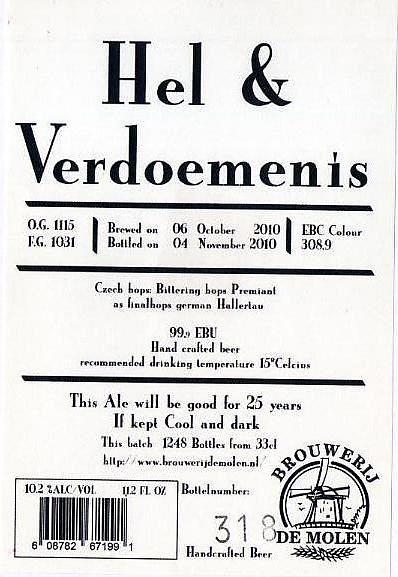 Hel &
Verdoemenis
O.G. 1115
F.G. 1031
Brewed on 06 October 2010
Bottled on 04 November 2010
EBC Colour
308.9
Czech hops: Bittering hops Premiant
as finalhops german Hallertau
99,9 EBU
Hand crafted beer
recommended drinking temperature 15°Celcius
This Ale will be good for 25 years
If kept Cool and dark
This batch 1248 Bottles from 33cl
http://www.brouwerijdemolen.nl/
10.2 %ALC/VOL 11.2 FL OZ
6 06782 67199 1
Bottelnumber:
318
Handcrafted Beer
BROUWERIJ
DE MOLEN